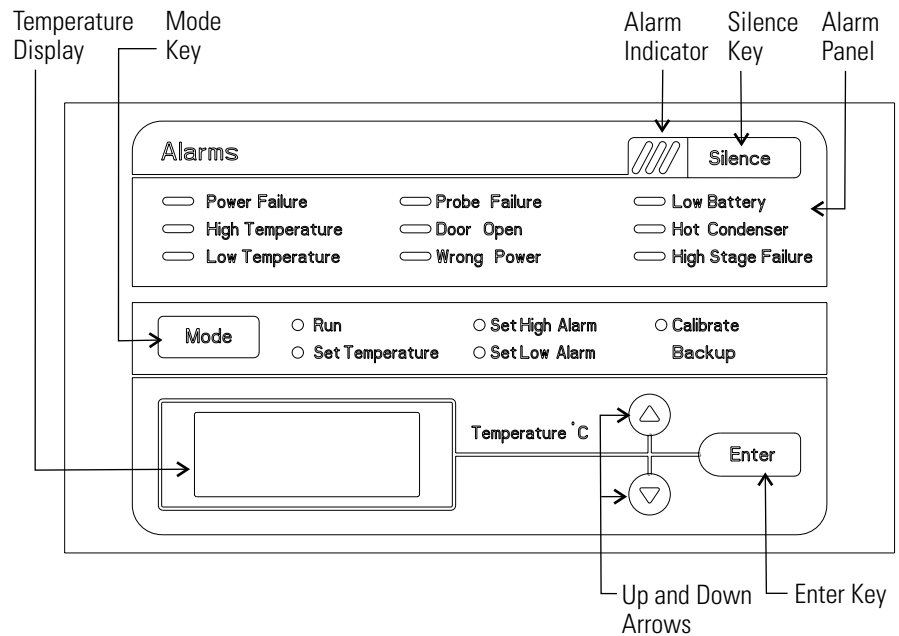 Temperature Display
Mode Key
Alarm Indicator
Silence Key
Alarm Panel
Alarms
Silence
Power Failure
Probe Failure
Low Battery
High Temperature
Door Open
Hot Condenser
Low Temperature
Wrong Power
High Stage Failure
Mode
Run
Set High Alarm
Calibrate
Set Temperature
Set Low Alarm
Backup
Temperature °C
Enter
Up and Down Arrows
Enter Key